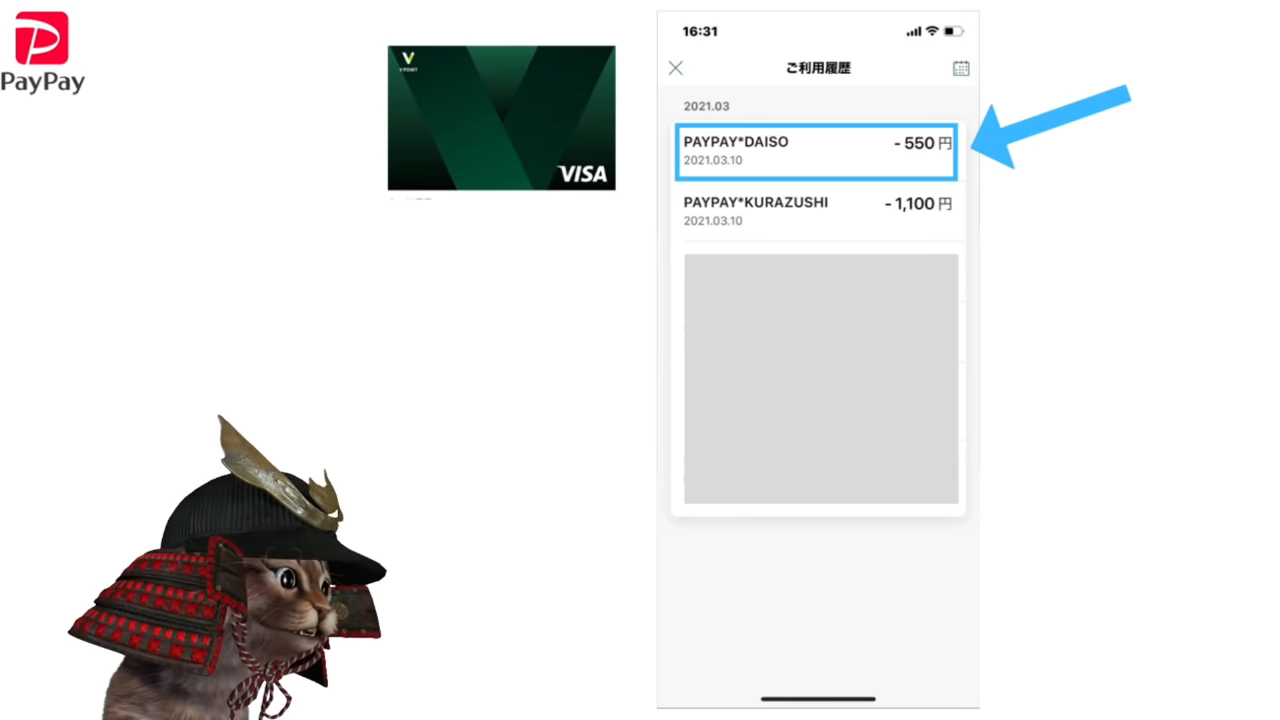 PayPay
V
V POINT
VISA
16:31
ご利用履歴
2021.03
PAYPAY*DAISO
- 550 円
2021.03.10
PAYPAY*KURAZUSHI
- 1,100 円
2021.03.10